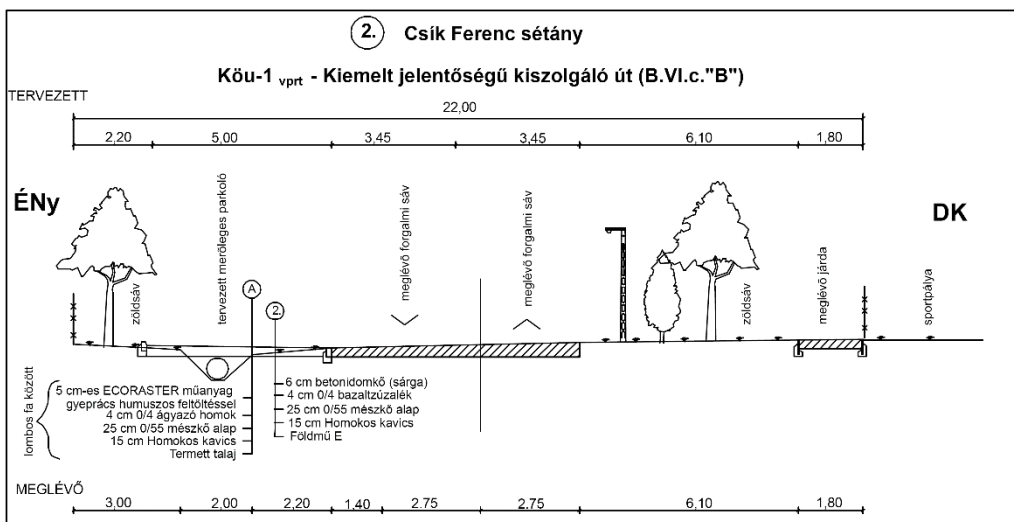 2. Csík Ferenc sétány
Köu-1 vprt - Kiemelt jelentőségű kiszolgáló út (B.VI.c."B")
TERVEZETT
22,00
2,20 5,00 3,45 3,45 6,10 1,80
ÉNy
DK
zöldsáv
tervezett merőleges parkoló
meglévő forgalmi sáv
meglévő forgalmi sáv
zöldsáv
meglévő járda
sportpálya
A
2.
lombos fa között
5 cm-es ECORASTER műanyag
gyeprács humuszos feltöltéssel
4 cm 0/4 ágyazó homok
25 cm 0/55 mészkő alap
15 cm Homokos kavics
Termett talaj
6 cm betonidomkő (sárga)
4 cm 0/4 bazaltzúzalék
25 cm 0/55 mészkő alap
15 cm Homokos kavics
Földmű E
MEGLÉVŐ
3,00 2,00 2,20 1,40 2.75 2.75 6,10 1,80